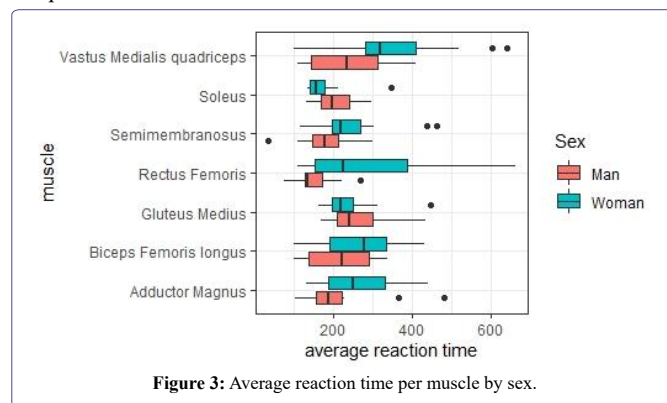 Vastus Medialis quadriceps
Soleus
Semimembranosus
Rectus Femoris
Gluteus Medius
Biceps Femoris longus
Adductor Magnus
muscle
200
400
600
average reaction time
Sex
Man
Woman
Figure 3: Average reaction time per muscle by sex.